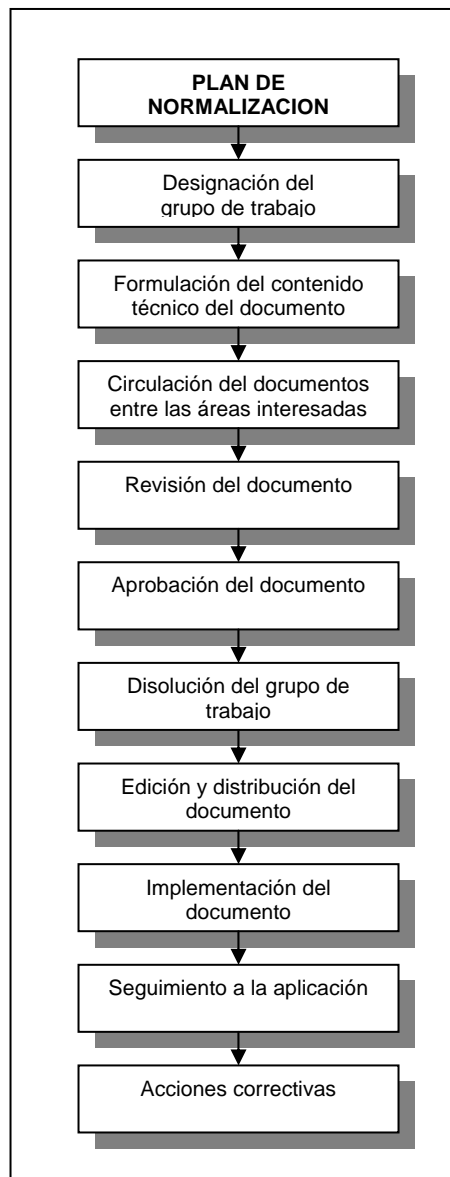 PLAN DE
NORMALIZACION
Designación del
grupo de trabajo
Formulación del contenido
técnico del documento
Circulación del documentos
entre las áreas interesadas
Revisión del documento
Aprobación del documento
Disolución del grupo de
trabajo
Edición y distribución del
documento
Implementación del
documento
Seguimiento a la aplicación
Acciones correctivas